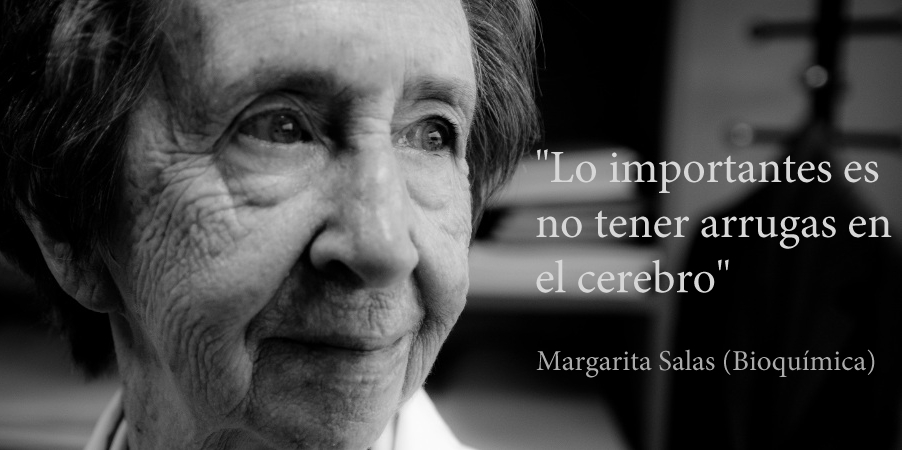 "Lo importantes es
no tener arrugas en
el cerebro"
Margarita Salas (Bioquímica)